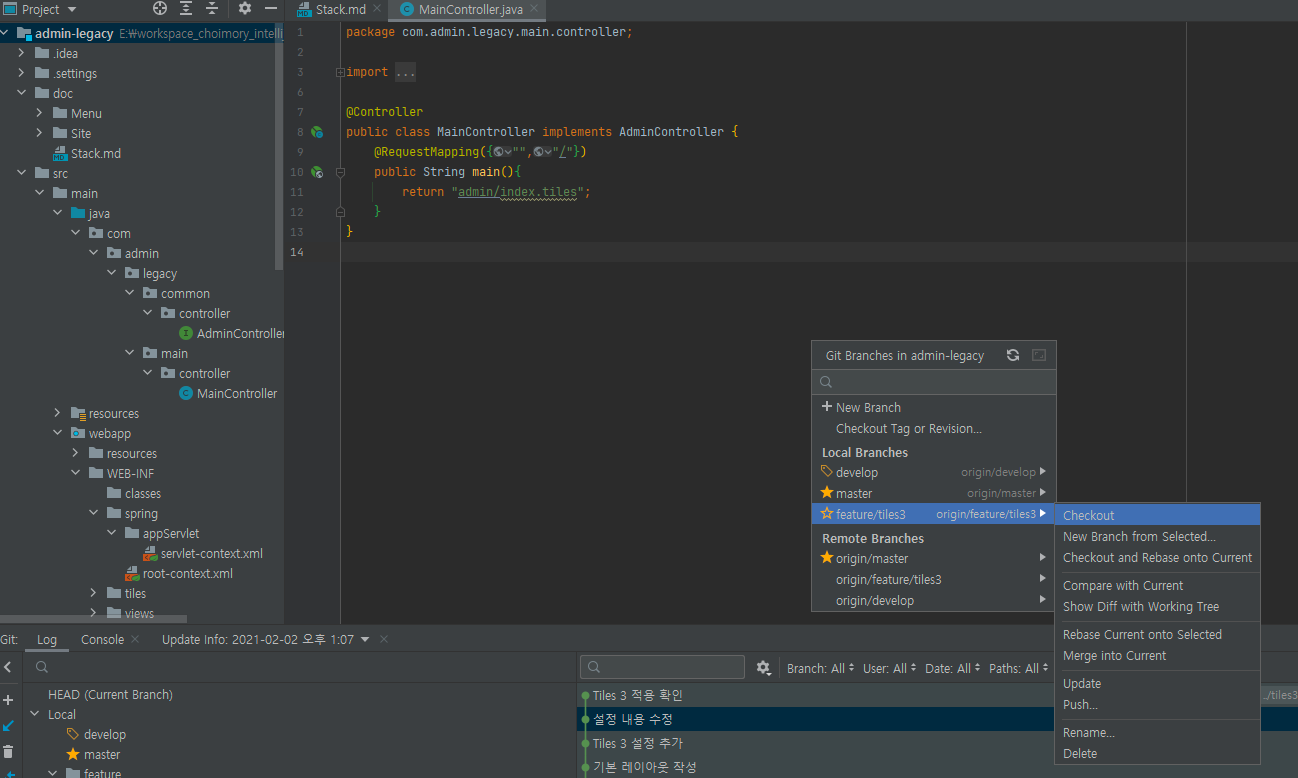 Project
Stack.md
MainController.java
admin-legacy E:₩workspace_choimory_intelli
.idea
.settings
doc
Menu
Site
Stack.md
src
main
java
com
admin
legacy
common
controller
AdminController
main
controller
MainController
resources
webapp
resources
WEB-INF
classes
spring
appServlet
servlet-context.xml
root-context.xml
tiles
views
1 package com.admin.legacy.main.controller;
2
3 import ...
6
7 @Controller
8 public class MainController implements AdminController {
9 @RequestMapping({"","/"})
10 public String main(){
11 return "admin/index.tiles";
12 }
13 }
14
Git Branches in admin-legacy
New Branch
Checkout Tag or Revision...
Local Branches
develop origin/develop
master origin/master
feature/tiles3 origin/feature/tiles3
Remote Branches
origin/master
origin/feature/tiles3
origin/develop
Checkout
New Branch from Selected...
Checkout and Rebase onto Current
Compare with Current
Show Diff with Working Tree
Rebase Current onto Selected
Merge into Current
Update
Push...
Rename...
Delete
Git: Log Console Update Info: 2021-02-02 오후 1:07
HEAD (Current Branch)
Local
develop
master
feature
Branch: All User: All Date: All Paths: All
Tiles 3 적용 확인 ../tiles3
설정 내용 수정
Tiles 3 설정 추가
기본 레이아웃 작성